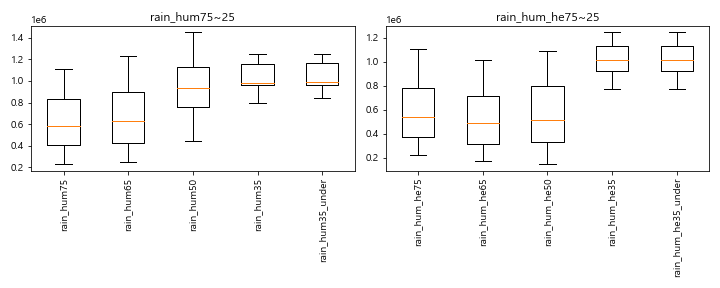 rain_hum75~25
1e6
1.4
1.2
1.0
0.8
0.6
0.4
0.2
rain_hum75
rain_hum65
rain_hum50
rain_hum35
rain_hum35_under
rain_hum_he75~25
1e6
1.2
1.0
0.8
0.6
0.4
0.2
rain_hum_he75
rain_hum_he65
rain_hum_he50
rain_hum_he35
rain_hum_he35_under